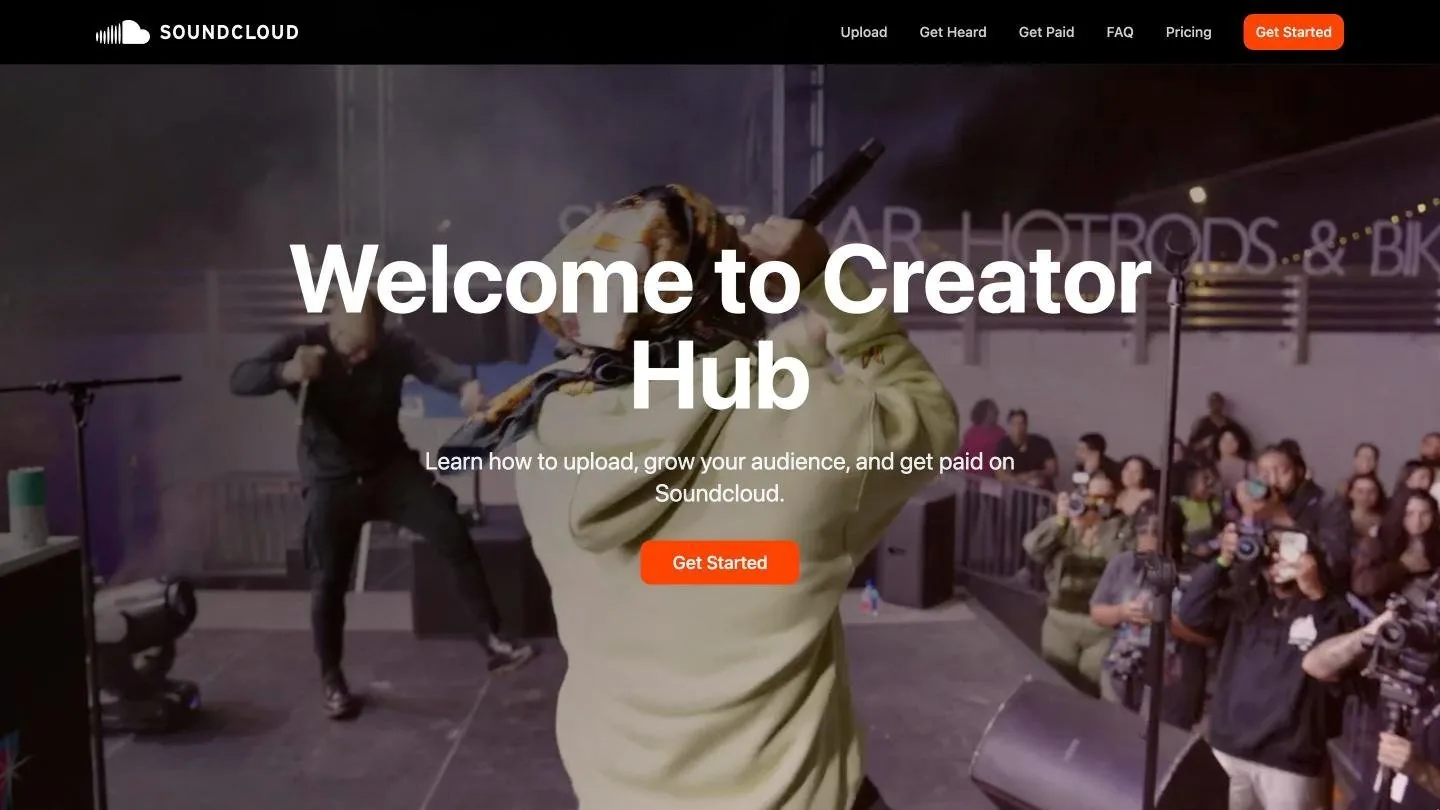 SOUNDCLOUD
Upload Get Heard Get Paid FAQ Pricing Get Started
HOTRODS &
Welcome to Creator
Hub
Learn how to upload, grow your audience, and get paid on
Soundcloud.
Get Started